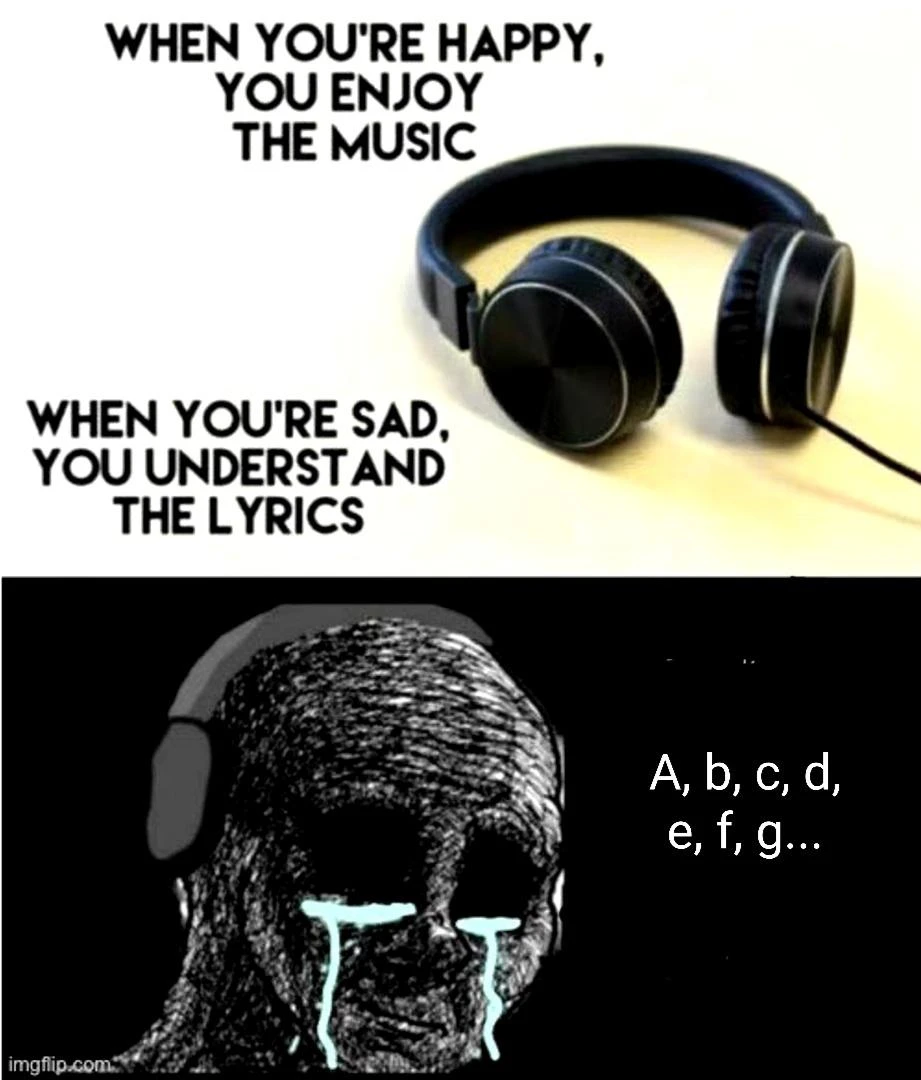 WHEN YOU'RE HAPPY,
YOU ENJOY
THE MUSIC
WHEN YOU'RE SAD,
YOU UNDERSTAND
THE LYRICS
A, b, c, d,
e, f, g...
imgflip.com